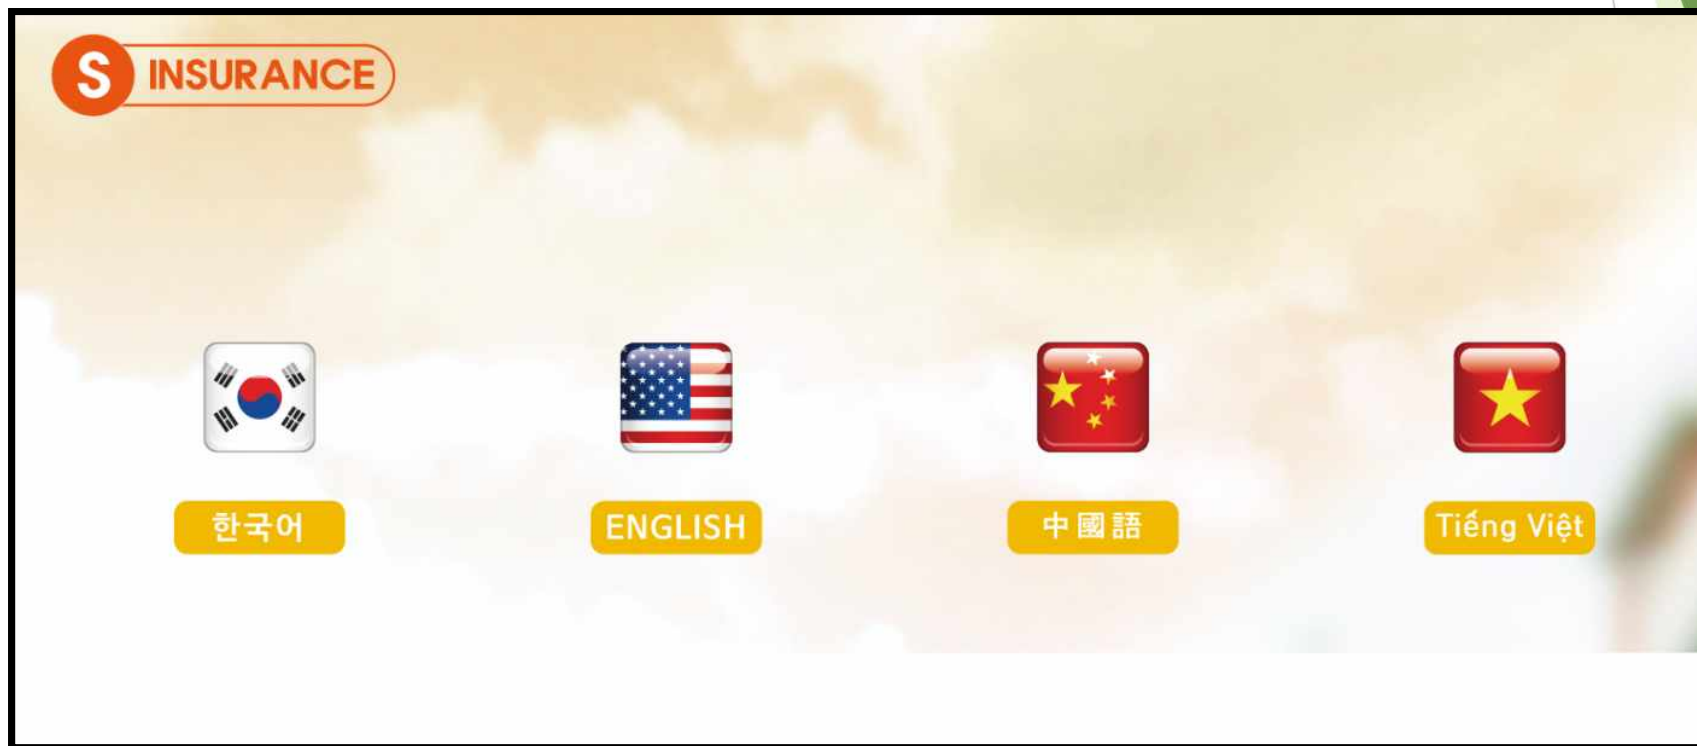 S INSURANCE
한국어
ENGLISH
中國語
Tiếng Việt